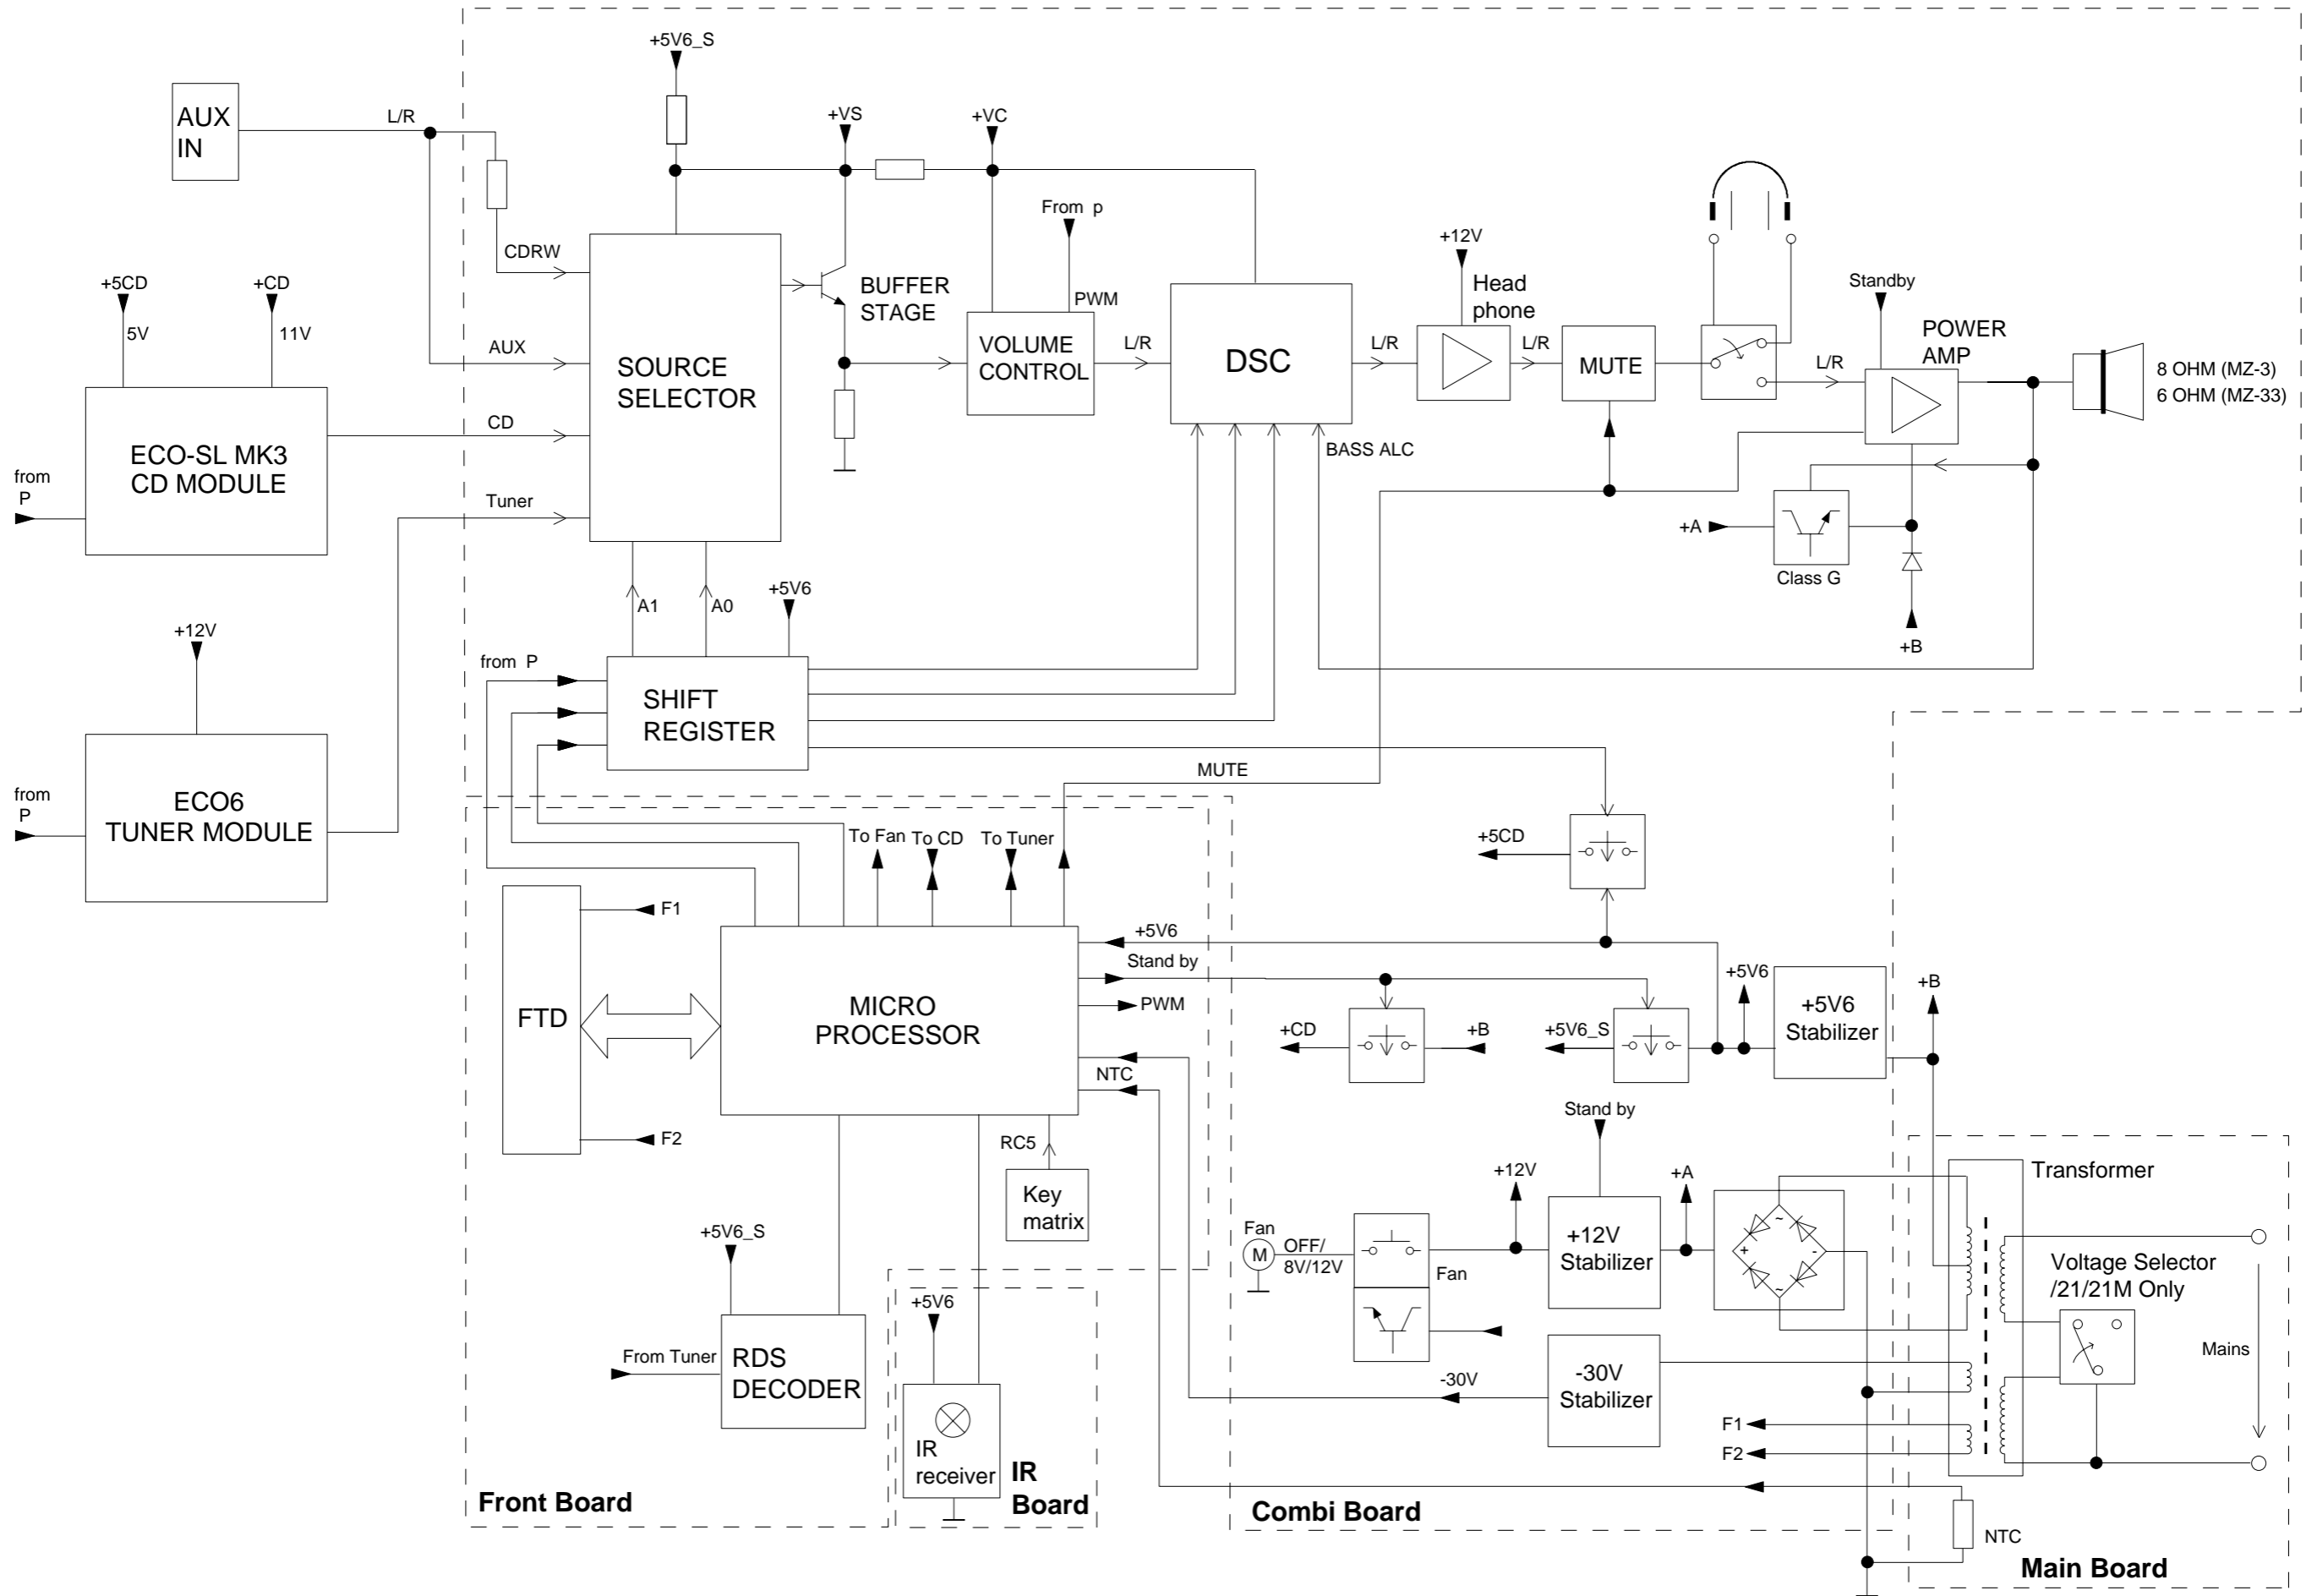 +5V6_S
AUX
IN
L/R
+VS
+VC
From p
PWM
CDRW
+12V
Head
phone
Standby
+5CD
5V
+CD
11V
BUFFER
STAGE
POWER
AMP
AUX
SOURCE
SELECTOR
VOLUME
CONTROL
L/R
DSC
L/R
L/R
MUTE
L/R
8 OHM (MZ-3)
6 OHM (MZ-33)
CD
ECO-SL MK3
CD MODULE
from
P
BASS ALC
Tuner
+A
Class G
+B
A1
A0
+5V6
+12V
from P
SHIFT
REGISTER
MUTE
from
P
ECO6
TUNER MODULE
To Fan
To CD
To Tuner
+5CD
F1
+5V6
Stand by
PWM
FTD
MICRO
PROCESSOR
+CD
+B
+5V6_S
+5V6
+5V6
Stabilizer
+B
NTC
F2
RC5
Key
matrix
Stand by
+12V
+A
Transformer
Fan
M
OFF/
8V/12V
Fan
+12V
Stabilizer
~
+
-
~
Voltage Selector
/21/21M Only
Mains
+5V6_S
+5V6
From Tuner
RDS
DECODER
-30V
-30V
Stabilizer
F1
F2
IR
receiver
IR
Board
Front Board
Combi Board
NTC
Main Board